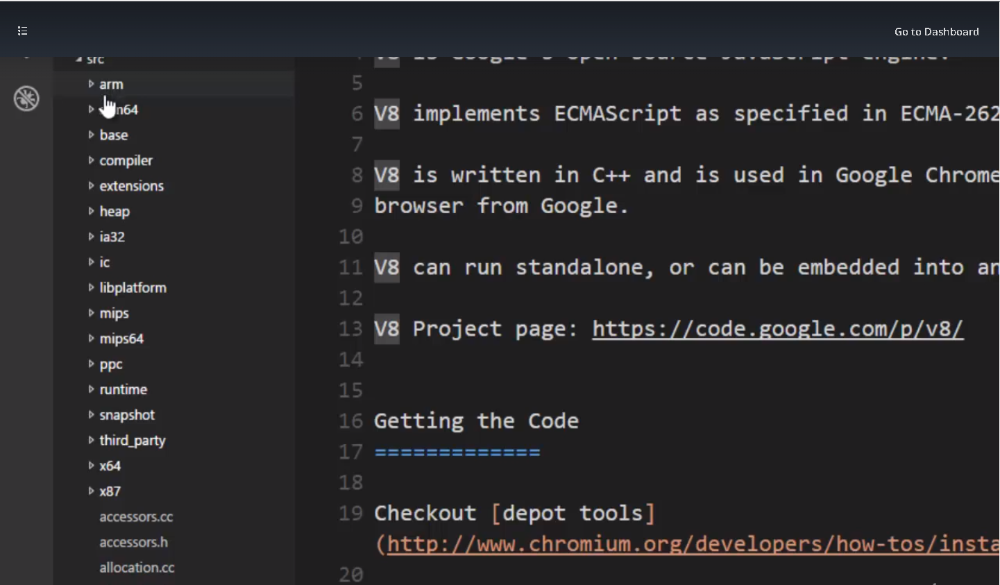 Go to Dashboard
src
arm
base
compiler
extensions
heap
ia32
ic
libplatform
mips
mips64
ppc
runtime
snapshot
third_party
x64
x87
accessors.cc
accessors.h
allocation.cc
5
6 V8 implements ECMAScript as specified in ECMA-262
7
8 V8 is written in C++ and is used in Google Chrome
9 browser from Google.
10
11 V8 can run standalone, or can be embedded into an
12
13 V8 Project page: https://code.google.com/p/v8/
14
15
16 Getting the Code
17 =============
18
19 Checkout [depot tools]
(http://www.chromium.org/developers/how-tos/insta
20